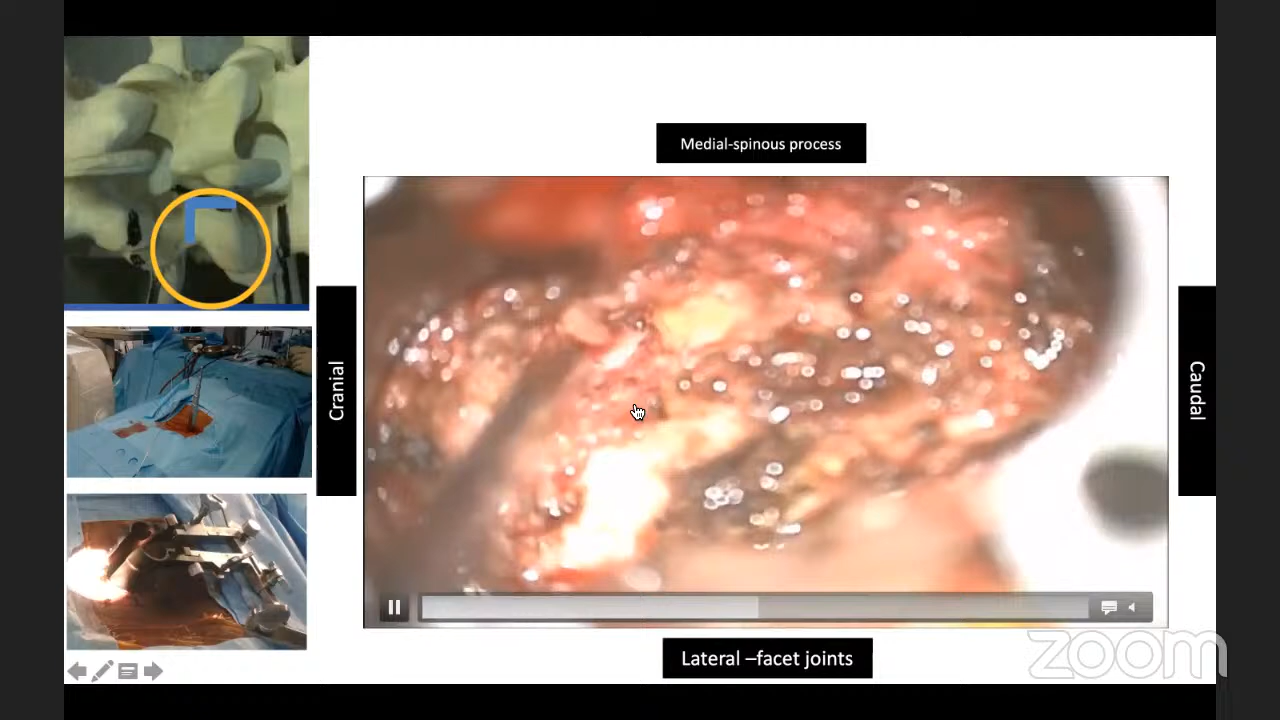 Medial-spinous process
Cranial
Caudal
Lateral –facet joints
zoom